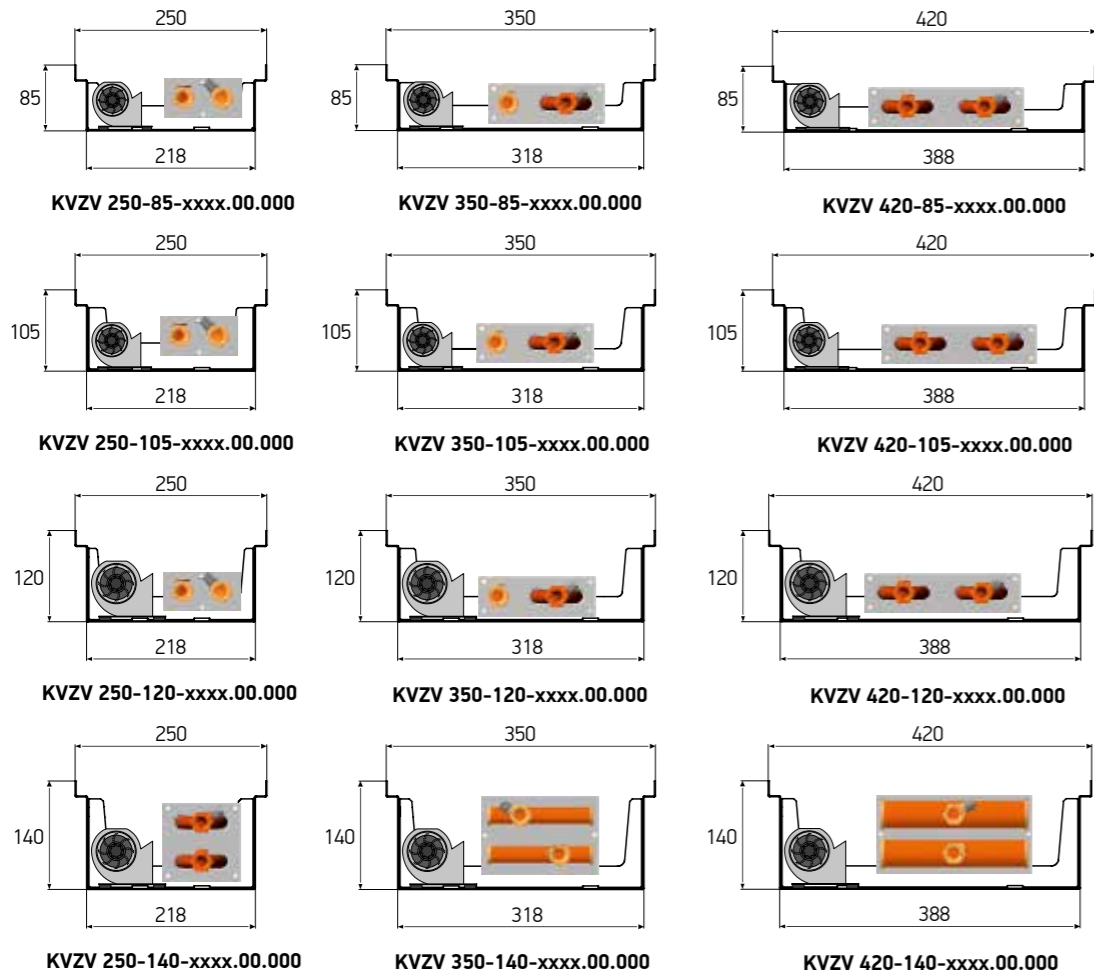 250 350 420
85 85 85
218 318 388
KVZV 250-85-xxxx.00.000 KVZV 350-85-xxxx.00.000 KVZV 420-85-xxxx.00.000
250 350 420
105 105 105
218 318 388
KVZV 250-105-xxxx.00.000 KVZV 350-105-xxxx.00.000 KVZV 420-105-xxxx.00.000
250 350 420
120 120 120
218 318 388
KVZV 250-120-xxxx.00.000 KVZV 350-120-xxxx.00.000 KVZV 420-120-xxxx.00.000
250 350 420
140 140 140
218 318 388
KVZV 250-140-xxxx.00.000 KVZV 350-140-xxxx.00.000 KVZV 420-140-xxxx.00.000